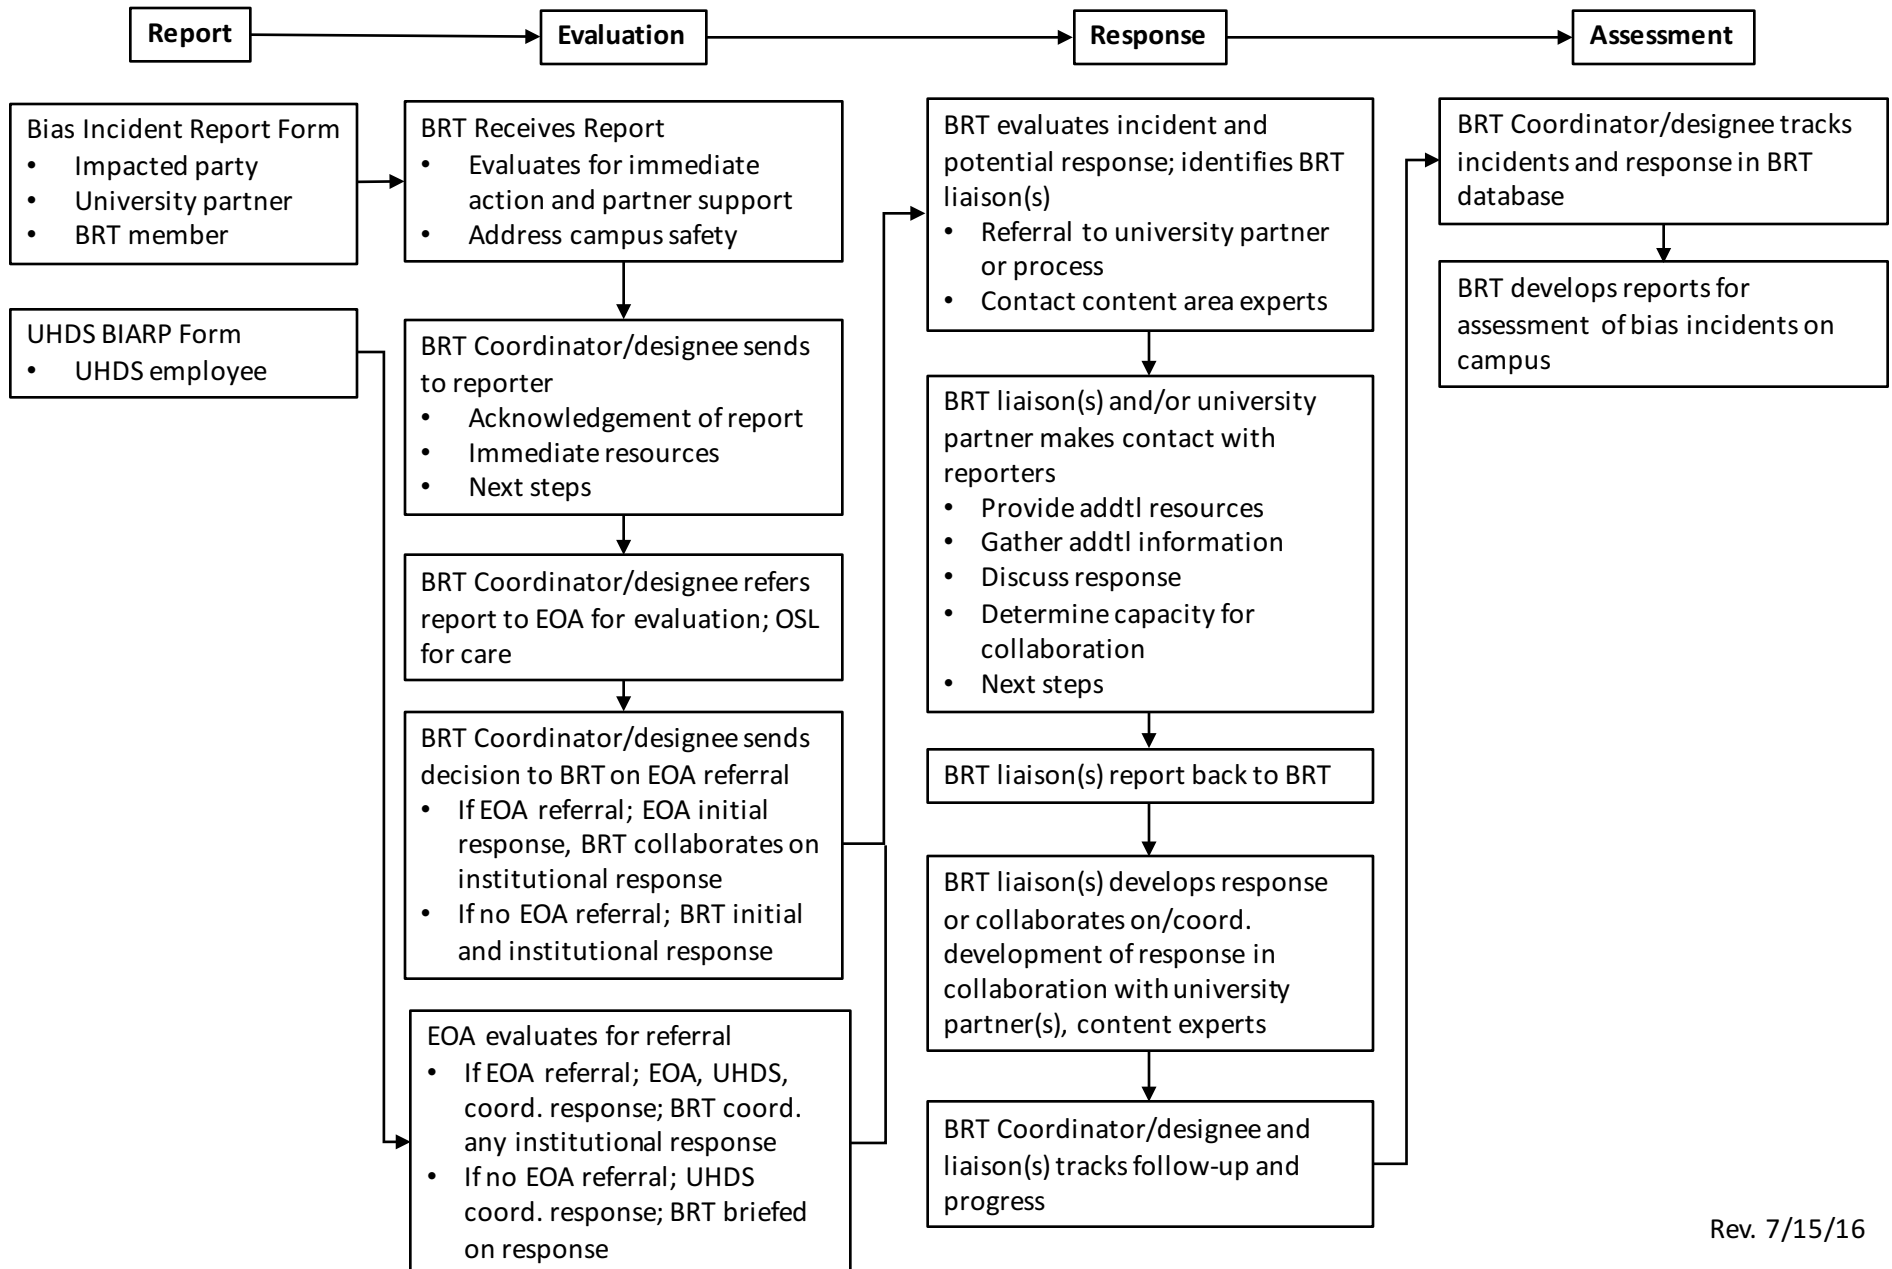 Report
Evaluation
Response
Assessment
Bias Incident Report Form
• Impacted party
• University partner
• BRT member
UHDS BIARP Form
• UHDS employee
BRT Receives Report
• Evaluates for immediate
action and partner support
• Address campus safety
BRT Coordinator/designee sends
to reporter
• Acknowledgement of report
• Immediate resources
• Next steps
BRT Coordinator/designee refers
report to EOA for evaluation; OSL
for care
BRT Coordinator/designee sends
decision to BRT on EOA referral
• If EOA referral; EOA initial
response, BRT collaborates on
institutional response
• If no EOA referral; BRT initial
and institutional response
EOA evaluates for referral
• If EOA referral; EOA, UHDS,
coord. response; BRT coord.
any institutional response
• If no EOA referral; UHDS
coord. response; BRT briefed
on response
BRT evaluates incident and
potential response; identifies BRT
liaison(s)
• Referral to university partner
or process
• Contact content area experts
BRT liaison(s) and/or university
partner makes contact with
reporters
• Provide addtl resources
• Gather addtl information
• Discuss response
• Determine capacity for
collaboration
• Next steps
BRT liaison(s) report back to BRT
BRT liaison(s) develops response
or collaborates on/coord.
development of response in
collaboration with university
partner(s), content experts
BRT Coordinator/designee and
liaison(s) tracks follow-up and
progress
BRT Coordinator/designee tracks
incidents and response in BRT
database
BRT develops reports for
assessment of bias incidents on
campus
Rev. 7/15/16